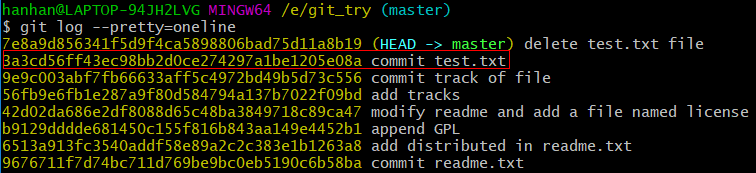 hanhan@LAPTOP-94JH2LVG MINGW64 /e/git_try (master)
$ git log --pretty=oneline
7e8a9d856341f5d9f4ca5898806bad75d11a8b19 (HEAD -> master) delete test.txt file
3a3cd56ff43ec98bb2d0ce274297a1be1205e08a commit test.txt
9e9c003abf7fb66633aff5c4972bd49b5d73c556 commit track of file
56fb9e6fb1e287a9f80d584794a137b7022f09bd add tracks
42d02da686e2df8088d65c48ba3849718c89ca47 modify readme and add a file named license
b9129dddde681450c155f816b843aa149e4452b1 append GPL
6513a913fc3540addf58e89a2c2c383e1b1263a8 add distributed in readme.txt
9676711f7d74bc711d769be9bc0eb5190c6b58ba commit readme.txt